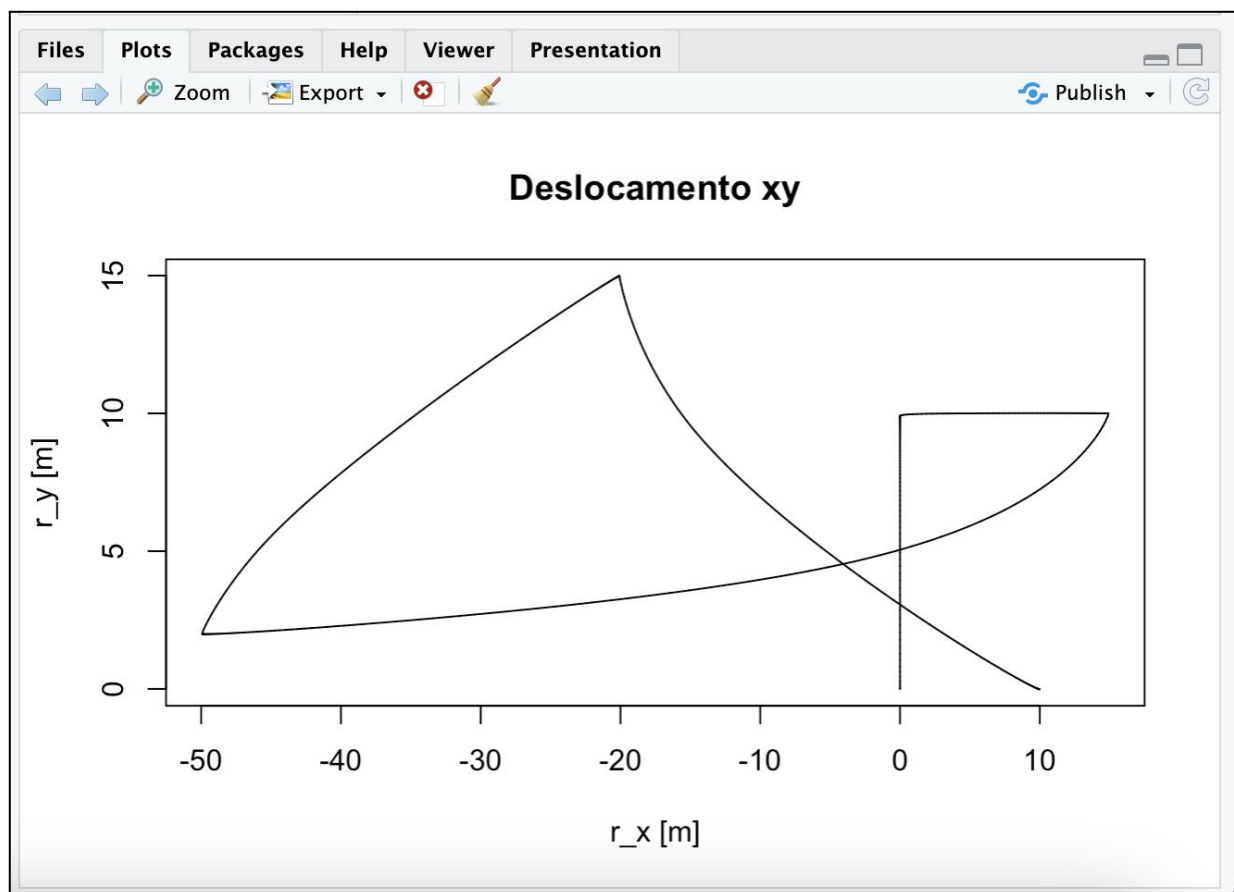 Files Plots Packages Help Viewer Presentation
Zoom Export Publish
Deslocamento xy
15
10
5
0
r_y [m]
-50 -40 -30 -20 -10 0 10
r_x [m]